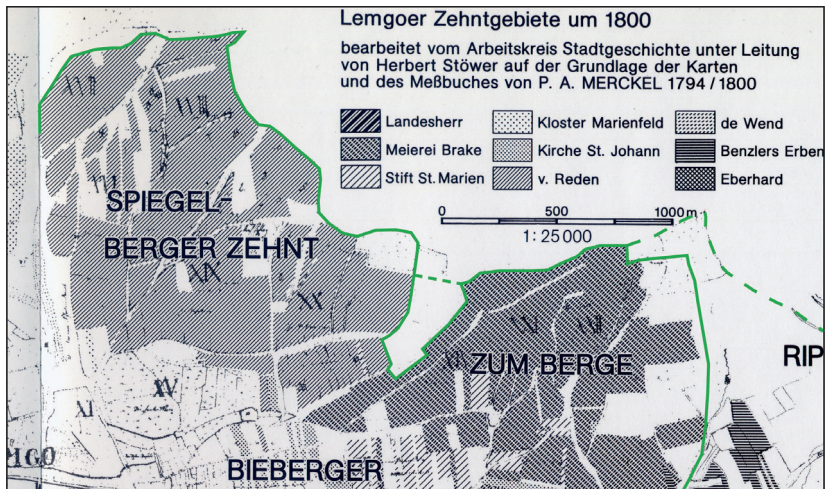 Lemgoer Zehntgebiete um 1800
bearbeitet vom Arbeitskreis Stadtgeschichte unter Leitung
von Herbert Stöwer auf der Grundlage der Karten
und des Meßbuches von P. A. MERCKEL 1794 / 1800
Landesherr
Meierei Brake
Stift St. Marien
Kloster Marienfeld
Kirche St. Johann
v. Reden
de Wend
Benzlers Erben
Eberhard
0 500 1000 m
1: 25 000
SPIEGEL-
BERGER ZEHNT
XIX
XX
ZUM BERGE
RIP
XV
XI
BIEBERGER